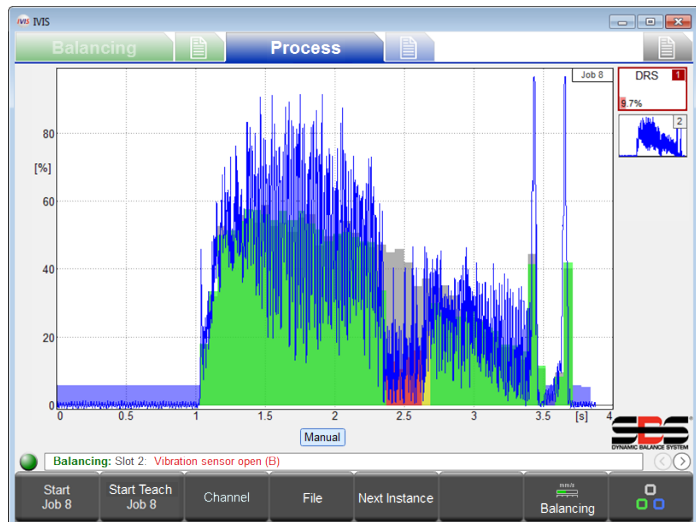 IVIS IVIS
Balancing Process
Job 8
DRS 1
9.7%
2
80
[%]
60
40
20
0
0 0.5 1 1.5 2 2.5 3 3.5 [s] 4
Manual
SBS
DYNAMIC BALANCE SYSTEM
Balancing: Slot 2: Vibration sensor open (B)
mm/s
Start Job 8
Start Teach Job 8
Channel
File
Next Instance
Balancing